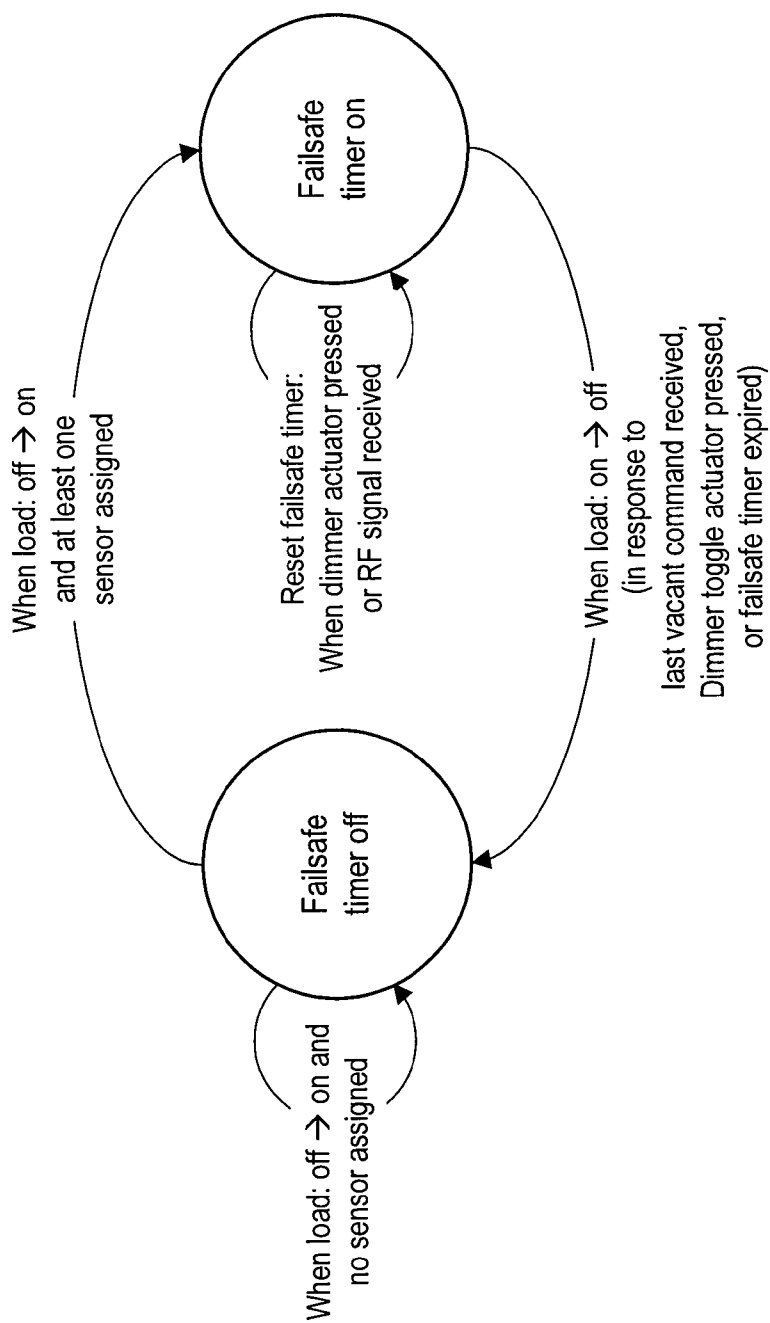 When load: off → on
and at least one
sensor assigned
When load: off → on and
no sensor assigned
Failsafe
timer off
Reset failsafe timer:
When dimmer actuator pressed
or RF signal received
Failsafe
timer on
When load: on → off
(in response to
last vacant command received,
Dimmer toggle actuator pressed,
or failsafe timer expired)